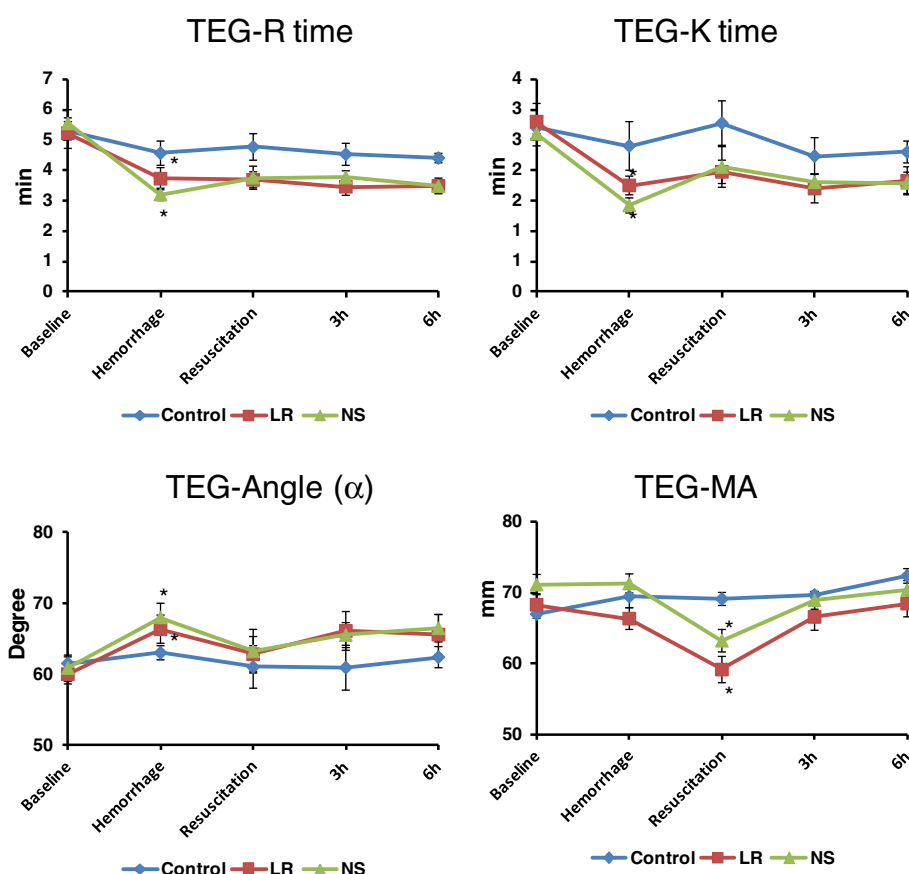 TEG-R time
7
6
5
4
3
2
1
0
min
*
*
Baseline
Hemorrhage
Resuscitation
3h
6h
Control LR NS
TEG-K time
4
3
3
2
2
1
1
0
min
*
*
Baseline
Hemorrhage
Resuscitation
3h
6h
Control LR NS
TEG-Angle (α)
80
70
60
50
Degree
*
*
Baseline
Hemorrhage
Resuscitation
3h
6h
Control LR NS
TEG-MA
80
70
60
50
mm
*
*
Baseline
Hemorrhage
Resuscitation
3h
6h
Control LR NS